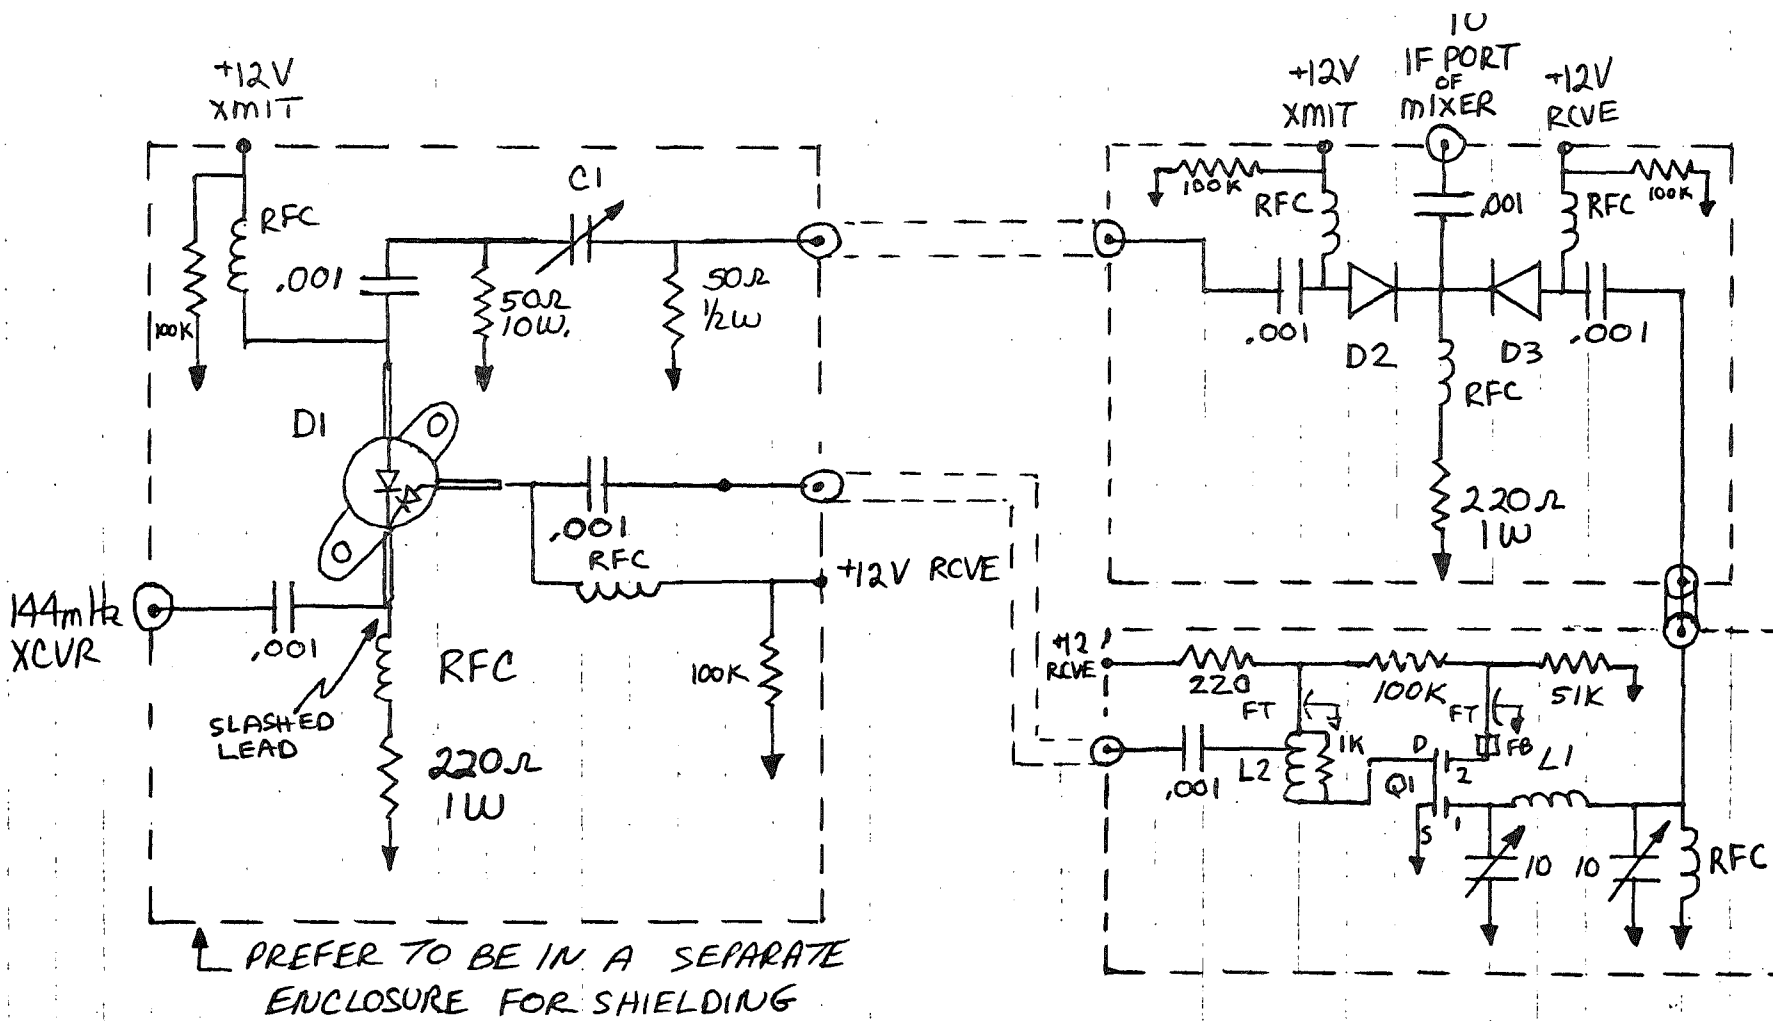 +12V
XMIT
RFC
.001
100K
C1
50Ω
10W.
50Ω
1/2W
D1
.001
RFC
+12V RCVE
100K
144mHz
XCVR
.001
SLASHED
LEAD
RFC
220Ω
1W
PREFER TO BE IN A SEPARATE
ENCLOSURE FOR SHIELDING
+12V
XMIT
TO
IF PORT
OF
MIXER
+12V
RCVE
100K
RFC
.001
RFC
100K
.001
D2
D3
.001
RFC
220Ω
1W
+12
RCVE
220
100K
51K
FT
FT
1K
FB
L2
.001
D
Q1
2
L1
S
1
10
10
RFC